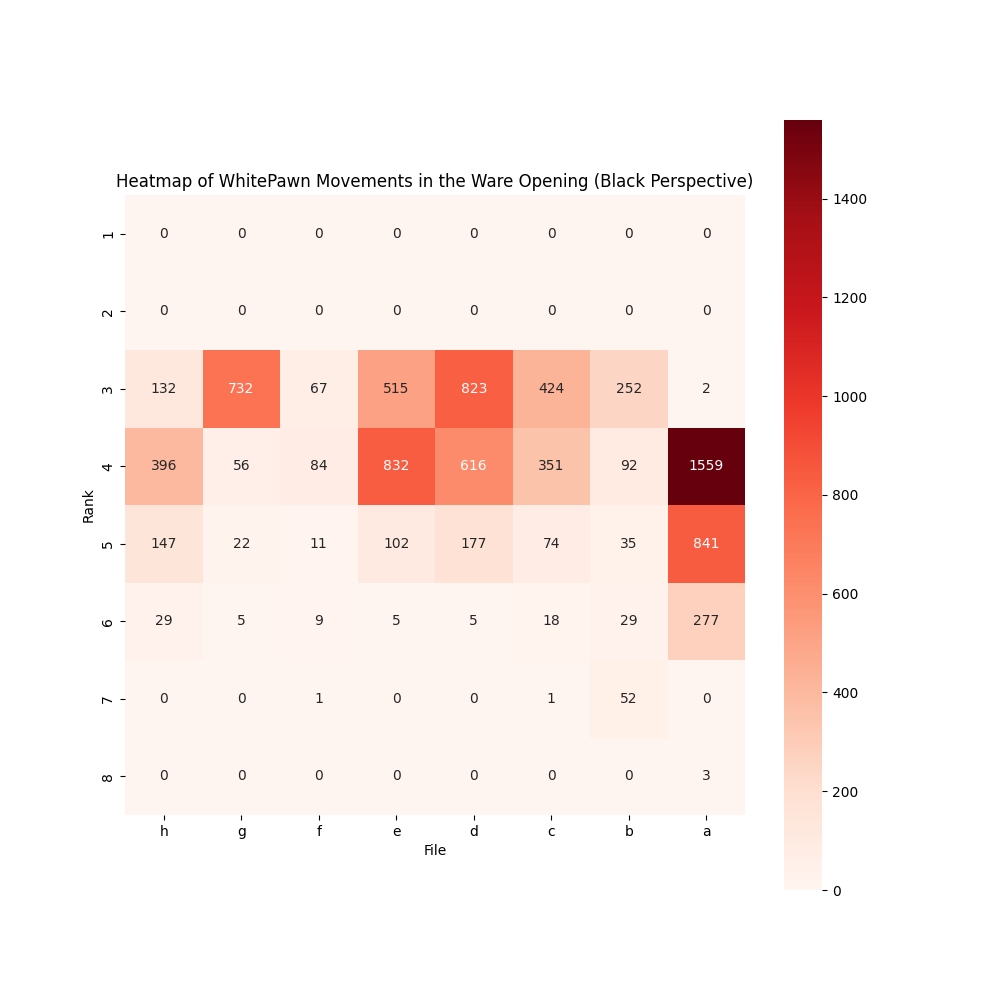 Heatmap of WhitePawn Movements in the Ware Opening (Black Perspective)
1400
1200
1000
800
600
400
200
0
Rank
1 0 0 0 0 0 0 0 0
2 0 0 0 0 0 0 0 0
3 132 732 67 515 823 424 252 2
4 396 56 84 832 616 351 92 1559
5 147 22 11 102 177 74 35 841
6 29 5 9 5 5 18 29 277
7 0 0 1 0 0 1 52 0
8 0 0 0 0 0 0 0 3
h g f e d c b a
File